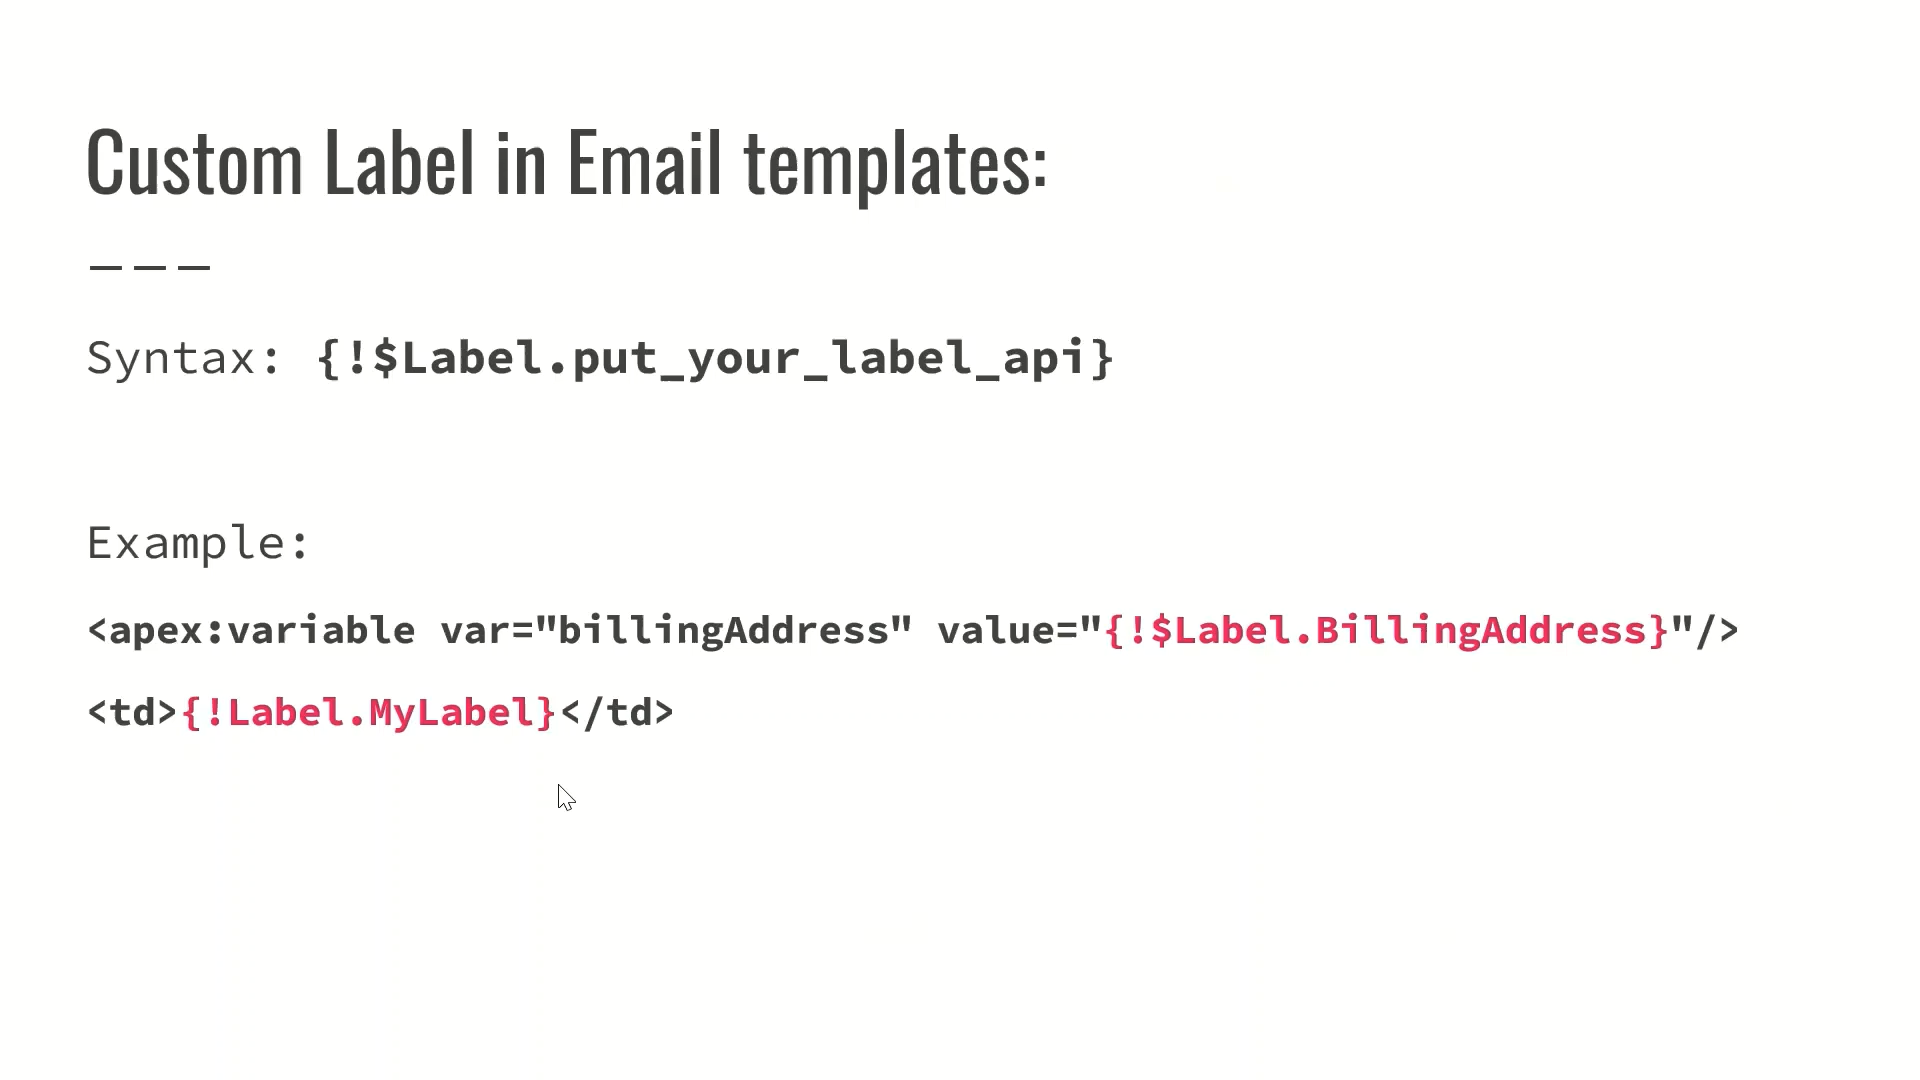 Custom Label in Email templates:
———
Syntax: {!$Label.put_your_label_api}
Example:
<apex:variable var="billingAddress" value="{!$Label.BillingAddress}"/>
<td>{!Label.MyLabel}</td>